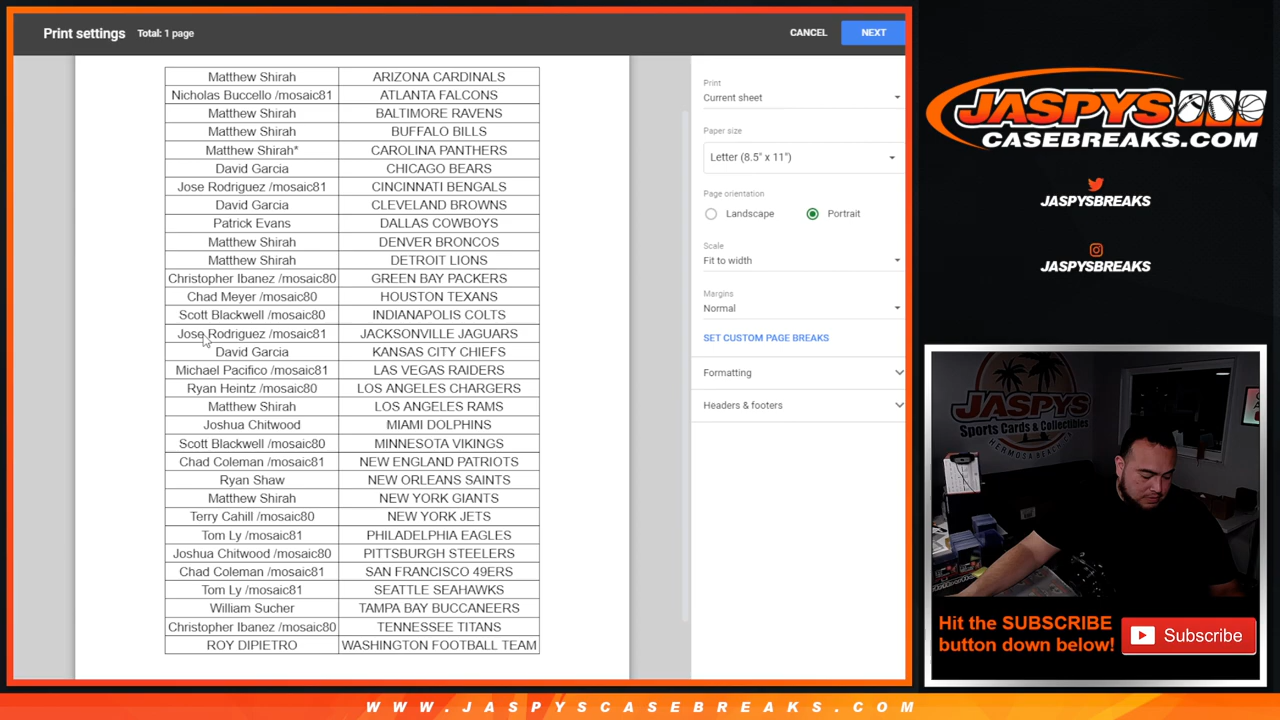 Print settings Total: 1 page CANCEL NEXT
Matthew Shirah ARIZONA CARDINALS
Nicholas Buccello /mosaic81 ATLANTA FALCONS
Matthew Shirah BALTIMORE RAVENS
Matthew Shirah BUFFALO BILLS
Matthew Shirah* CAROLINA PANTHERS
David Garcia CHICAGO BEARS
Jose Rodriguez /mosaic81 CINCINNATI BENGALS
David Garcia CLEVELAND BROWNS
Patrick Evans DALLAS COWBOYS
Matthew Shirah DENVER BRONCOS
Matthew Shirah DETROIT LIONS
Christopher Ibanez /mosaic80 GREEN BAY PACKERS
Chad Meyer /mosaic80 HOUSTON TEXANS
Scott Blackwell /mosaic80 INDIANAPOLIS COLTS
Jose Rodriguez /mosaic81 JACKSONVILLE JAGUARS
David Garcia KANSAS CITY CHIEFS
Michael Pacifico /mosaic81 LAS VEGAS RAIDERS
Ryan Heintz /mosaic80 LOS ANGELES CHARGERS
Matthew Shirah LOS ANGELES RAMS
Joshua Chitwood MIAMI DOLPHINS
Scott Blackwell /mosaic80 MINNESOTA VIKINGS
Chad Coleman /mosaic81 NEW ENGLAND PATRIOTS
Ryan Shaw NEW ORLEANS SAINTS
Matthew Shirah NEW YORK GIANTS
Terry Cahill /mosaic80 NEW YORK JETS
Tom Ly /mosaic81 PHILADELPHIA EAGLES
Joshua Chitwood /mosaic80 PITTSBURGH STEELERS
Chad Coleman /mosaic81 SAN FRANCISCO 49ERS
Tom Ly /mosaic81 SEATTLE SEAHAWKS
William Sucher TAMPA BAY BUCCANEERS
Christopher Ibanez /mosaic80 TENNESSEE TITANS
ROY DIPIETRO WASHINGTON FOOTBALL TEAM
Print
Current sheet
Paper size
Letter (8.5" x 11")
Page orientation
Landscape Portrait
Scale
Fit to width
Margins
Normal
SET CUSTOM PAGE BREAKS
Formatting
Headers & footers
JASPYS
CASEBREAKS.COM
JASPYSBREAKS
JASPYSBREAKS
JASPYS
Sports Cards & Collectibles
HERMOSA BEACH, CA
Hit the SUBSCRIBE
button down below!
Subscribe
WWW.JASPYSCASEBREAKS.COM